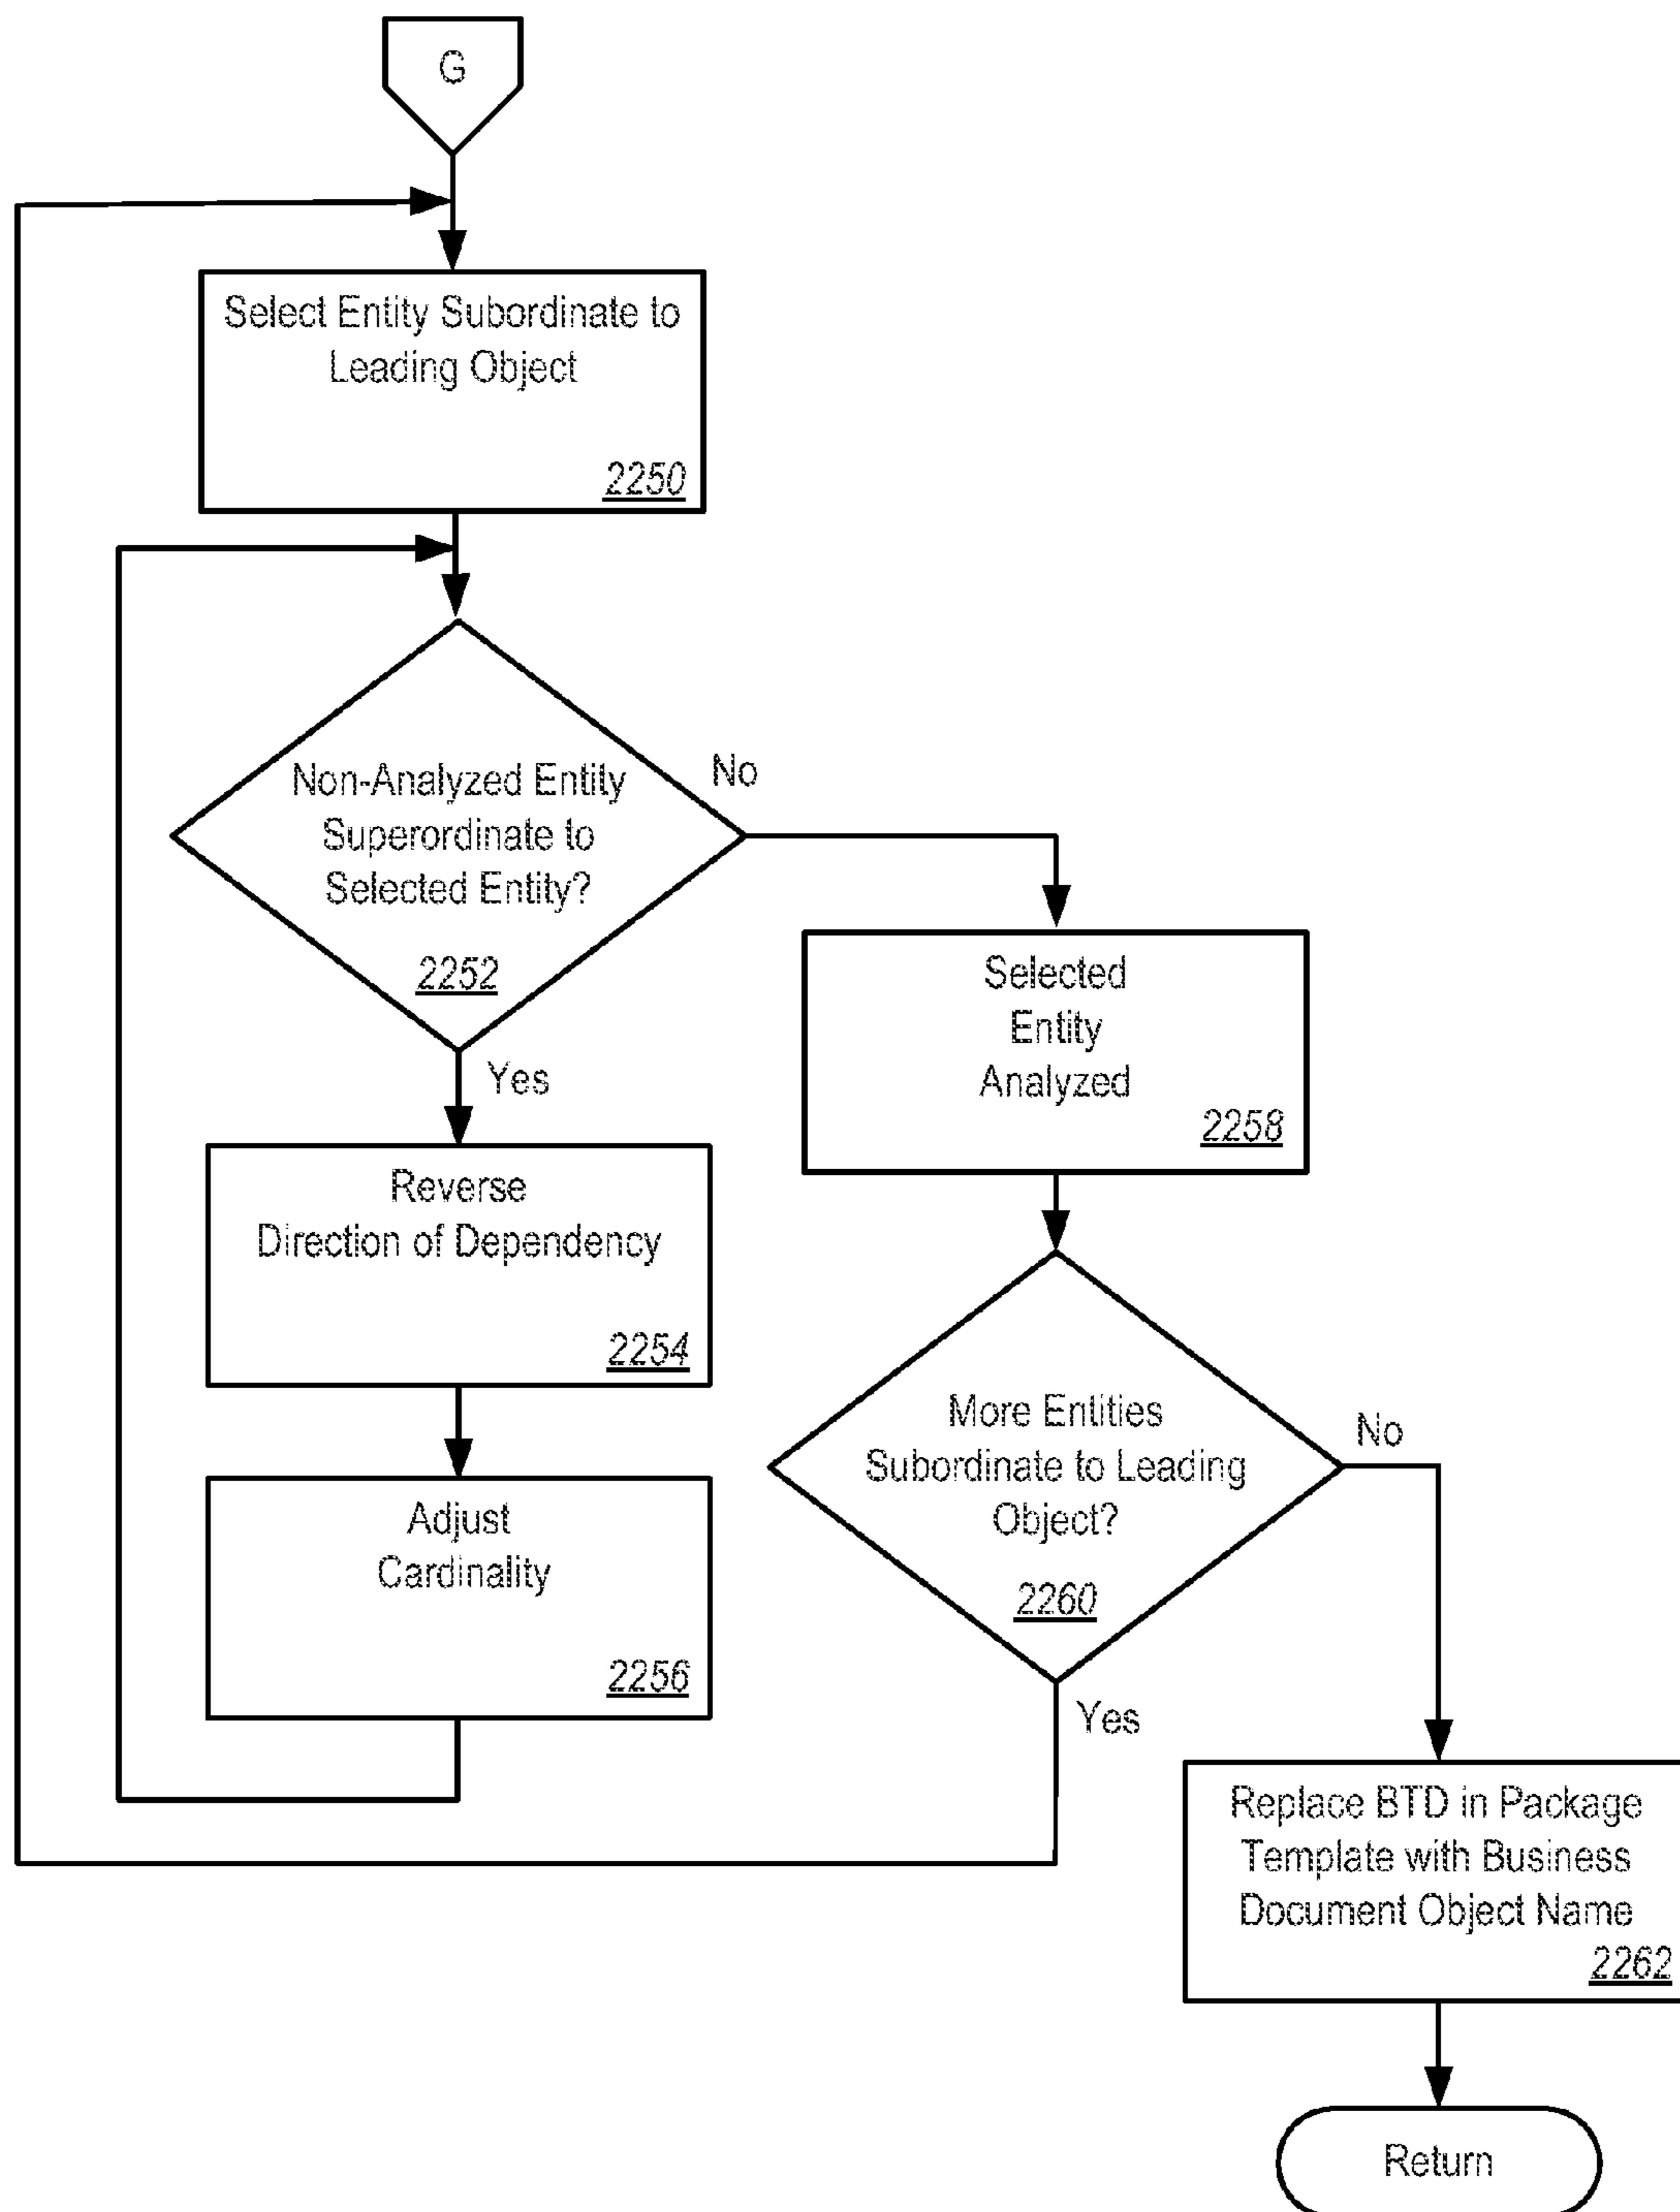 G
Select Entity Subordinate to
Leading Object
2250
Non-Analyzed Entity
Superordinate to
Selected Entity?
2252
No
Yes
Reverse
Direction of Dependency
2254
Adjust
Cardinality
2256
Selected
Entity
Analyzed
2258
More Entities
Subordinate to Leading
Object?
2260
No
Yes
Replace BTD in Package
Template with Business
Document Object Name
2262
Return